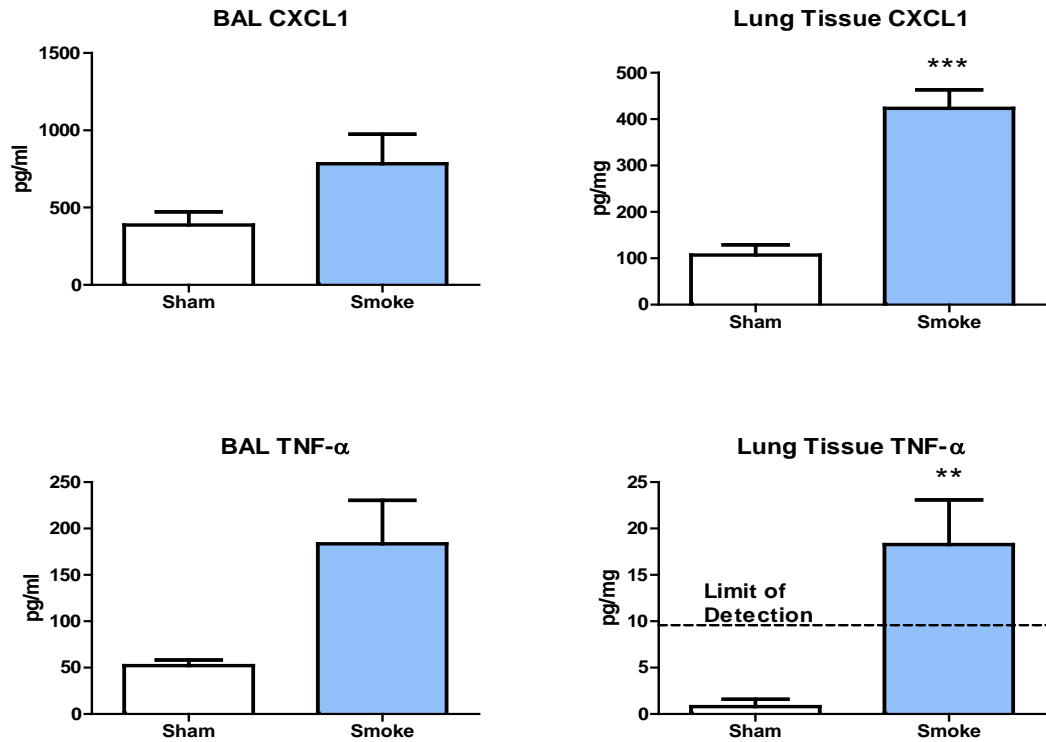 BAL CXCL1
1500
1000
500
0
pg/ml
Sham
Smoke
Lung Tissue CXCL1
***
500
400
300
200
100
0
pg/mg
Sham
Smoke
BAL TNF-α
250
200
150
100
50
0
pg/ml
Sham
Smoke
Lung Tissue TNF-α
**
25
20
15
10
5
0
pg/mg
Limit of
Detection
Sham
Smoke